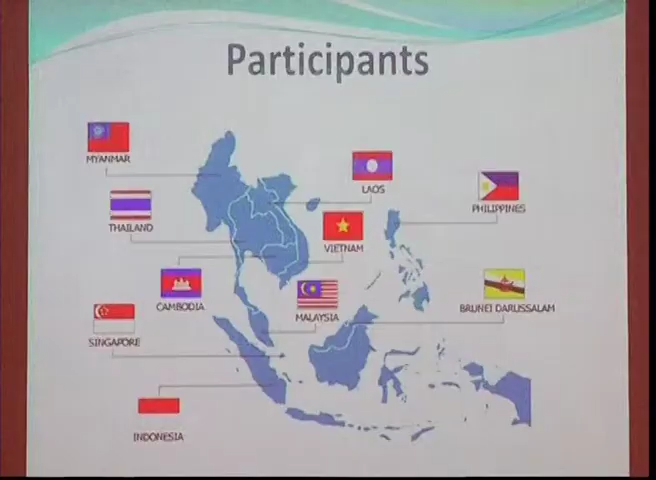 Participants
MYANMAR
LAOS
PHILIPPINES
THAILAND
VIETNAM
CAMBODIA
MALAYSIA
BRUNEI DARUSSALAM
SINGAPORE
INDONESIA